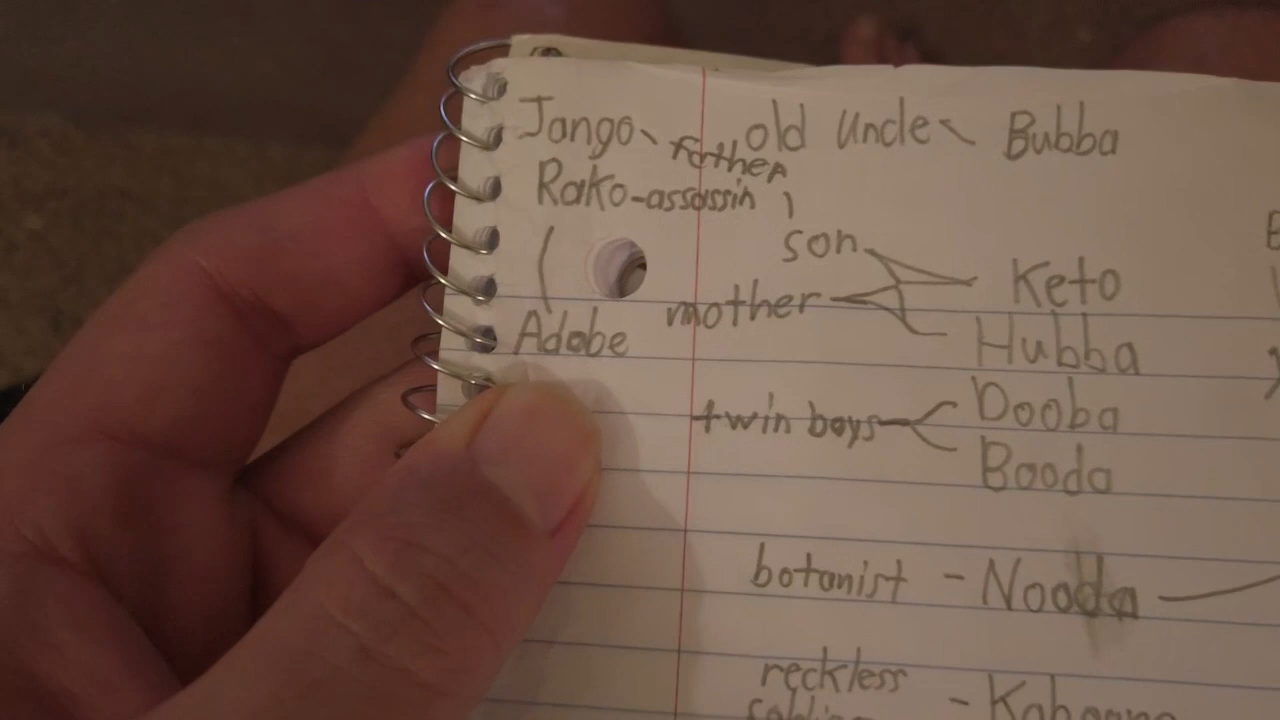 Jango- father old uncle - Bubba
Rako-assassin
son
Keto
mother
Adobe
Hubba
twin boys
Dooba
Booda
botanist - Nooda
reckless